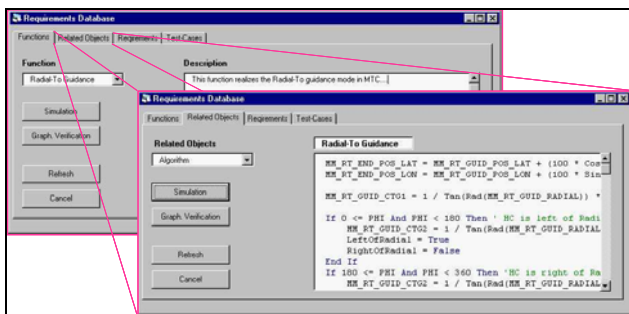 Requirements Database
Functions Related Objects Reqirements Test-Cases
Function Description
Radial-To Guidance This function realizes the Radial-To guidance mode in MTC...
Simulation
Graph. Verification
Refresh
Cancel
Requirements Database
Functions Related Objects Reqirements Test-Cases
Related Objects Radial-To Guidance
Algorithm
Simulation
Graph. Verification
Refresh
Cancel
MM_RT_END_POS_LAT = MM_RT_GUID_POS_LAT + (100 * Cos
MM_RT_END_POS_LON = MM_RT_GUID_POS_LON + (100 * Sin
MM_RT_GUID_CTG1 = 1 / Tan(Rad(MM_RT_GUID_RADIAL)) *
If 0 <= PHI And PHI < 180 Then ' HC is left of Radi
MM_RT_GUID_CTG2 = 1 / Tan(Rad(MM_RT_GUID_RADIAL
LeftOfRadial = True
RightOfRadial = False
End If
If 180 <= PHI And PHI < 360 Then 'HC is right of Ra
MM_RT_GUID_CTG2 = 1 / Tan(Rad(MM_RT_GUID_RADIAL